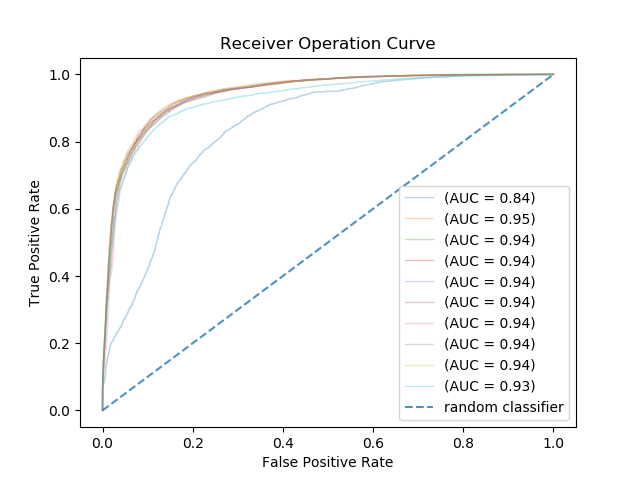 Receiver Operation Curve
1.0
0.8
0.6
0.4
0.2
0.0
True Positive Rate
(AUC = 0.84)
(AUC = 0.95)
(AUC = 0.94)
(AUC = 0.94)
(AUC = 0.94)
(AUC = 0.94)
(AUC = 0.94)
(AUC = 0.94)
(AUC = 0.94)
(AUC = 0.93)
random classifier
0.0 0.2 0.4 0.6 0.8 1.0
False Positive Rate